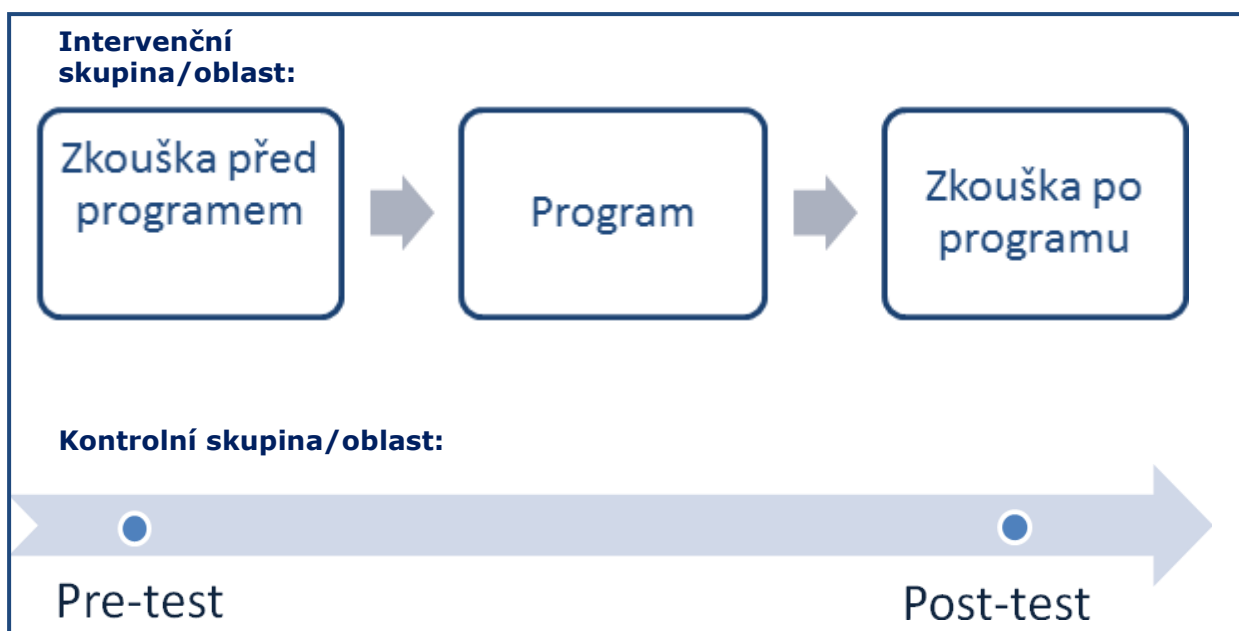 Intervenční
skupina/oblast:
Zkouška před
programem
Program
Zkouška po
programu
Kontrolní skupina/oblast:
Pre-test
Post-test